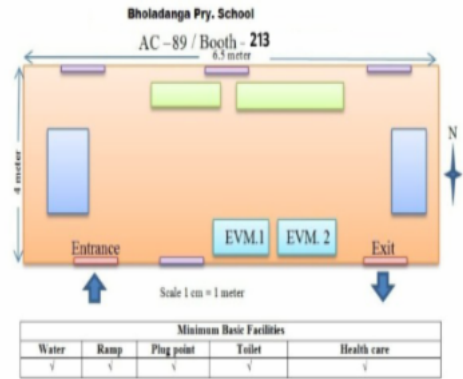 Bholadanga Pry. School
AC –89 / Booth - 213
6.5 meter
4 meter
N
EVM.1 EVM. 2
Entrance Exit
Scale 1 cm = 1 meter
Minimum Basic Facilities
Water Ramp Plug point Toilet Health care
√ √ √ √ √